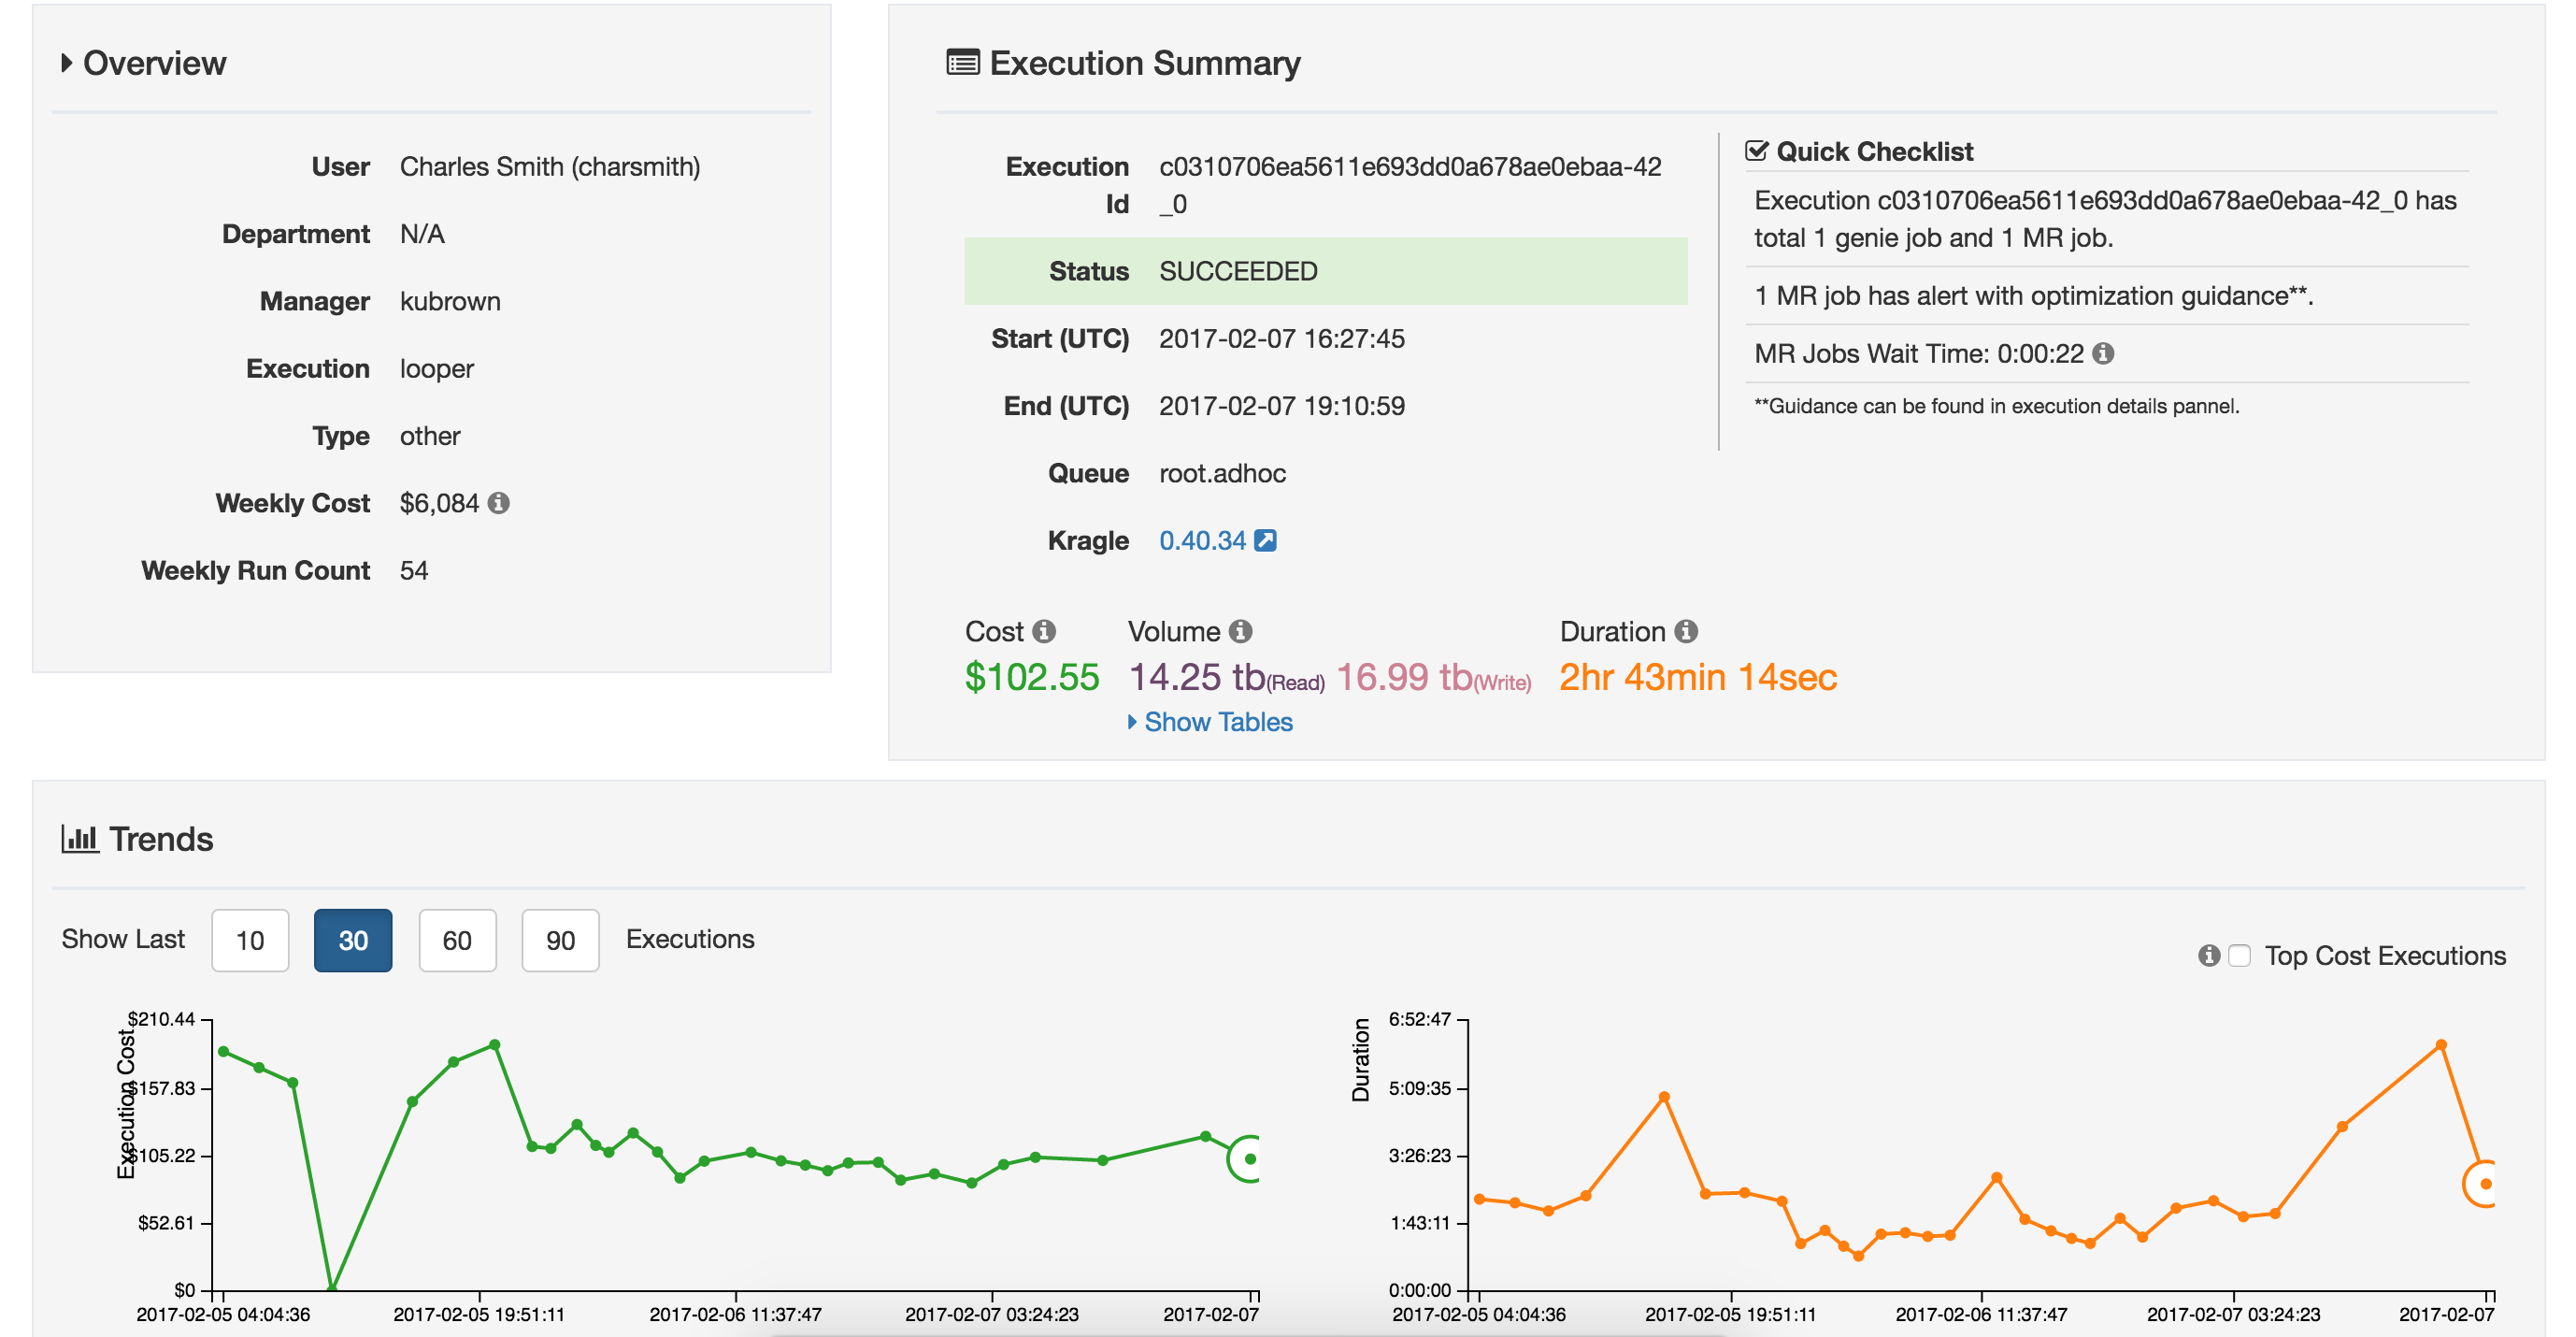 Overview
User Charles Smith (charsmith)
Department N/A
Manager kubrown
Execution looper
Type other
Weekly Cost $6,084
Weekly Run Count 54
Execution Summary
Execution c0310706ea5611e693dd0a678ae0ebaa-42
Id _0
Status SUCCEEDED
Start (UTC) 2017-02-07 16:27:45
End (UTC) 2017-02-07 19:10:59
Queue root.adhoc
Kragle 0.40.34
Quick Checklist
Execution c0310706ea5611e693dd0a678ae0ebaa-42_0 has
total 1 genie job and 1 MR job.
1 MR job has alert with optimization guidance**.
MR Jobs Wait Time: 0:00:22
**Guidance can be found in execution details pannel.
Cost Volume Duration
$102.55 14.25 tb(Read) 16.99 tb(Write) 2hr 43min 14sec
Show Tables
Trends
Show Last 10 30 60 90 Executions
Top Cost Executions
Execution Cost
$210.44
$157.83
$105.22
$52.61
$0
2017-02-05 04:04:36 2017-02-05 19:51:11 2017-02-06 11:37:47 2017-02-07 03:24:23 2017-02-07
Duration
6:52:47
5:09:35
3:26:23
1:43:11
0:00:00
2017-02-05 04:04:36 2017-02-05 19:51:11 2017-02-06 11:37:47 2017-02-07 03:24:23 2017-02-07